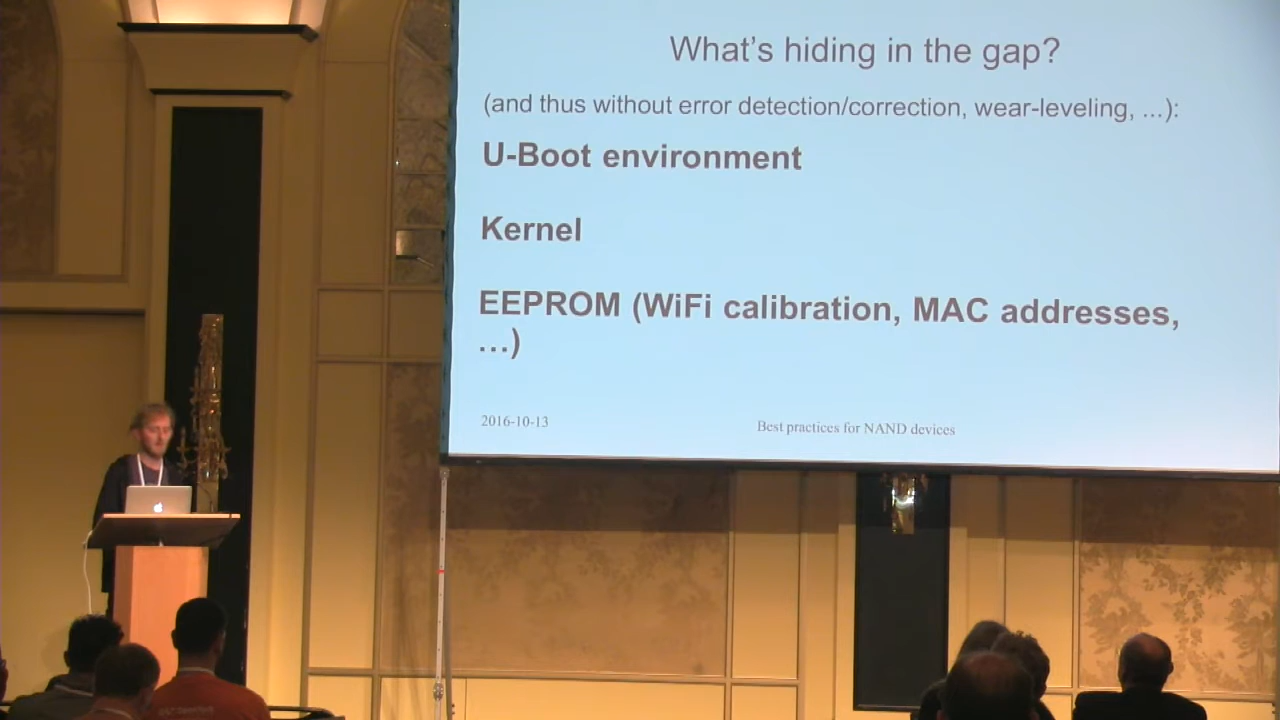 What's hiding in the gap?
(and thus without error detection/correction, wear-leveling, ...):
U-Boot environment
Kernel
EEPROM (WiFi calibration, MAC addresses,
...)
2016-10-13
Best practices for NAND devices